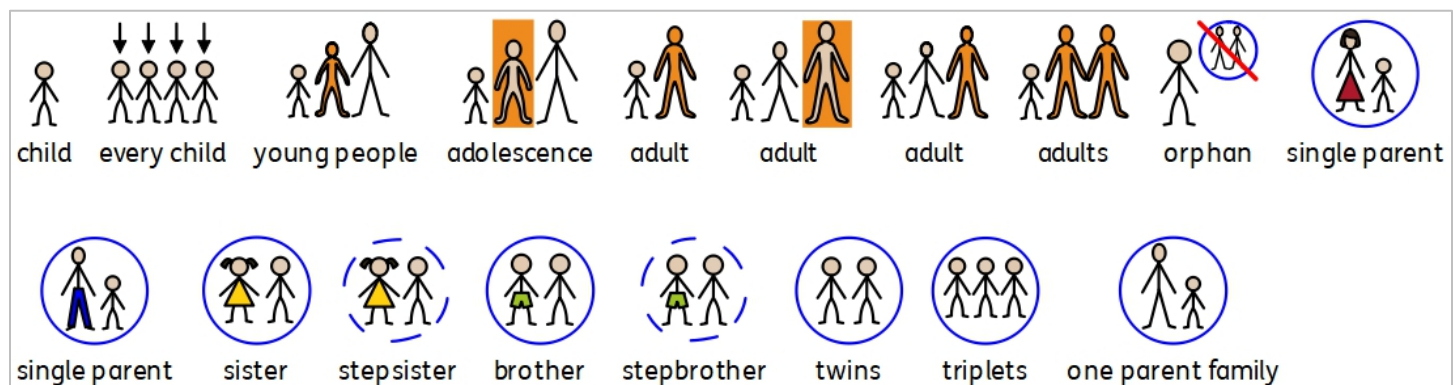 child every child young people adolescence adult adult adult adults orphan single parent
single parent sister stepsister brother stepbrother twins triplets one parent family